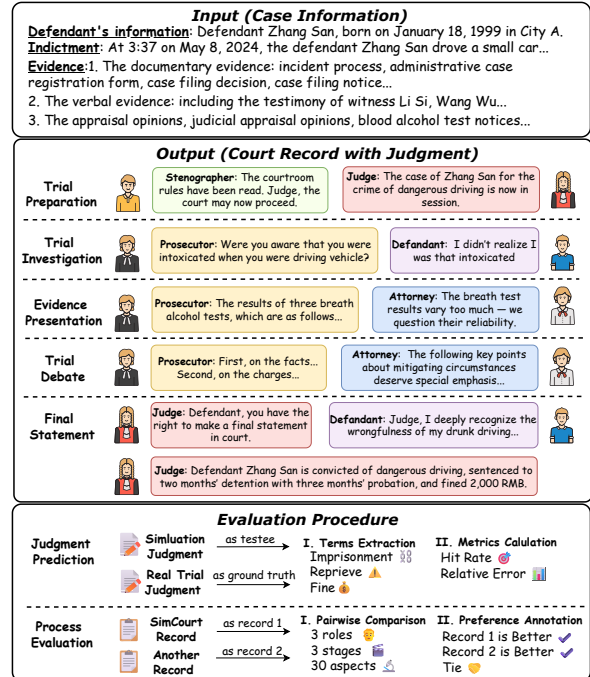 Input (Case Information)
Defendant's information: Defendant Zhang San, born on January 18, 1999 in City A.
Indictment: At 3:37 on May 8, 2024, the defendant Zhang San drove a small car...
Evidence:1. The documentary evidence: incident process, administrative case
registration form, case filing decision, case filing notice...
2. The verbal evidence: including the testimony of witness Li Si, Wang Wu...
3. The appraisal opinions, judicial appraisal opinions, blood alcohol test notices...
Output (Court Record with Judgment)
Trial
Preparation
Stenographer: The courtroom
rules have been read. Judge, the
court may now proceed.
Judge: The case of Zhang San for the
crime of dangerous driving is now in
session.
Trial
Investigation
Prosecutor: Were you aware that you were
intoxicated when you were driving vehicle?
Defandant: I didn't realize I
was that intoxicated
Evidence
Presentation
Prosecutor: The results of three breath
alcohol tests, which are as follows...
Attorney: The breath test
results vary too much — we
question their reliability.
Trial
Debate
Prosecutor: First, on the facts...
Second, on the charges...
Attorney: The following key points
about mitigating circumstances
deserve special emphasis...
Final
Statement
Judge: Defendant, you have the
right to make a final statement
in court.
Defandant: Judge, I deeply recognize the
wrongfulness of my drunk driving...
Judge: Defendant Zhang San is convicted of dangerous driving, sentenced to
two months' detention with three months' probation, and fined 2,000 RMB.
Evaluation Procedure
Judgment
Prediction
Simluation
Judgment
as testee
Real Trial
Judgment
as ground truth
I. Terms Extraction
Imprisonment
Reprieve
Fine
II. Metrics Calulation
Hit Rate
Relative Error
Process
Evaluation
SimCourt
Record
as record 1
Another
Record
as record 2
I. Pairwise Comparison
3 roles
3 stages
30 aspects
II. Preference Annotation
Record 1 is Better
Record 2 is Better
Tie